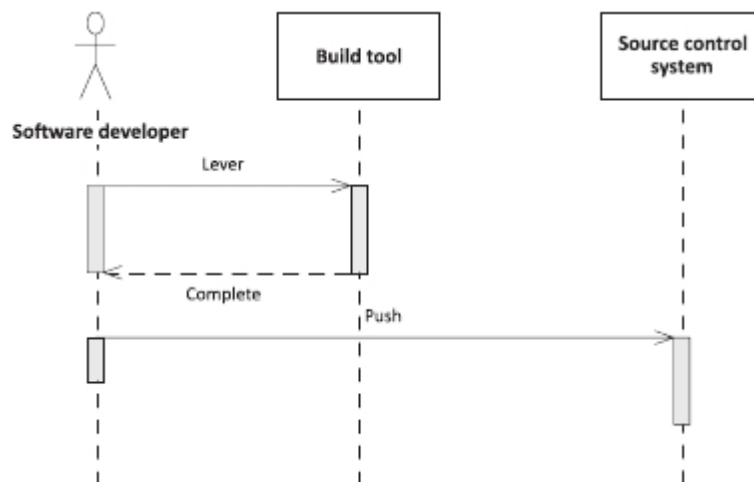 Build tool
Source control
system
Software developer
Lever
Complete
Push